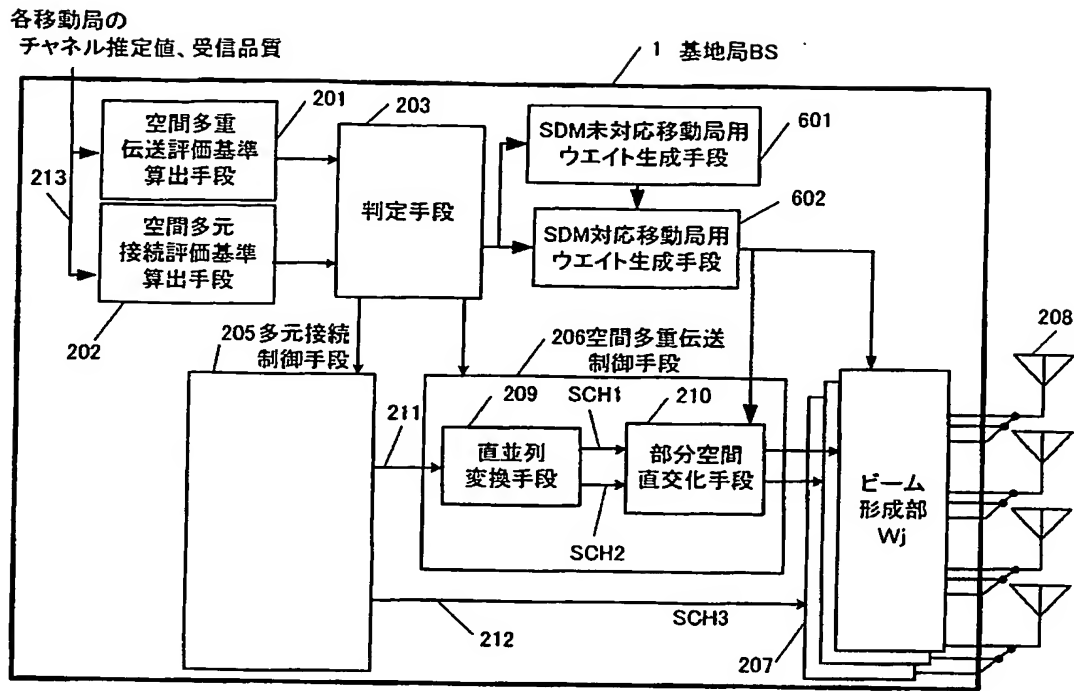 各移動局の
チャネル推定値、受信品質
1 基地局BS
201
203
空間多重
伝送評価基準
算出手段
SDM未対応移動局用
ウエイト生成手段
601
213
判定手段
602
空間多元
接続評価基準
算出手段
SDM対応移動局用
ウエイト生成手段
202
205多元接続
制御手段
206空間多重伝送
制御手段
208
209
SCH1
210
211
直並列
変換手段
部分空間
直交化手段
ビーム
形成部
Wj
SCH2
212
SCH3
207